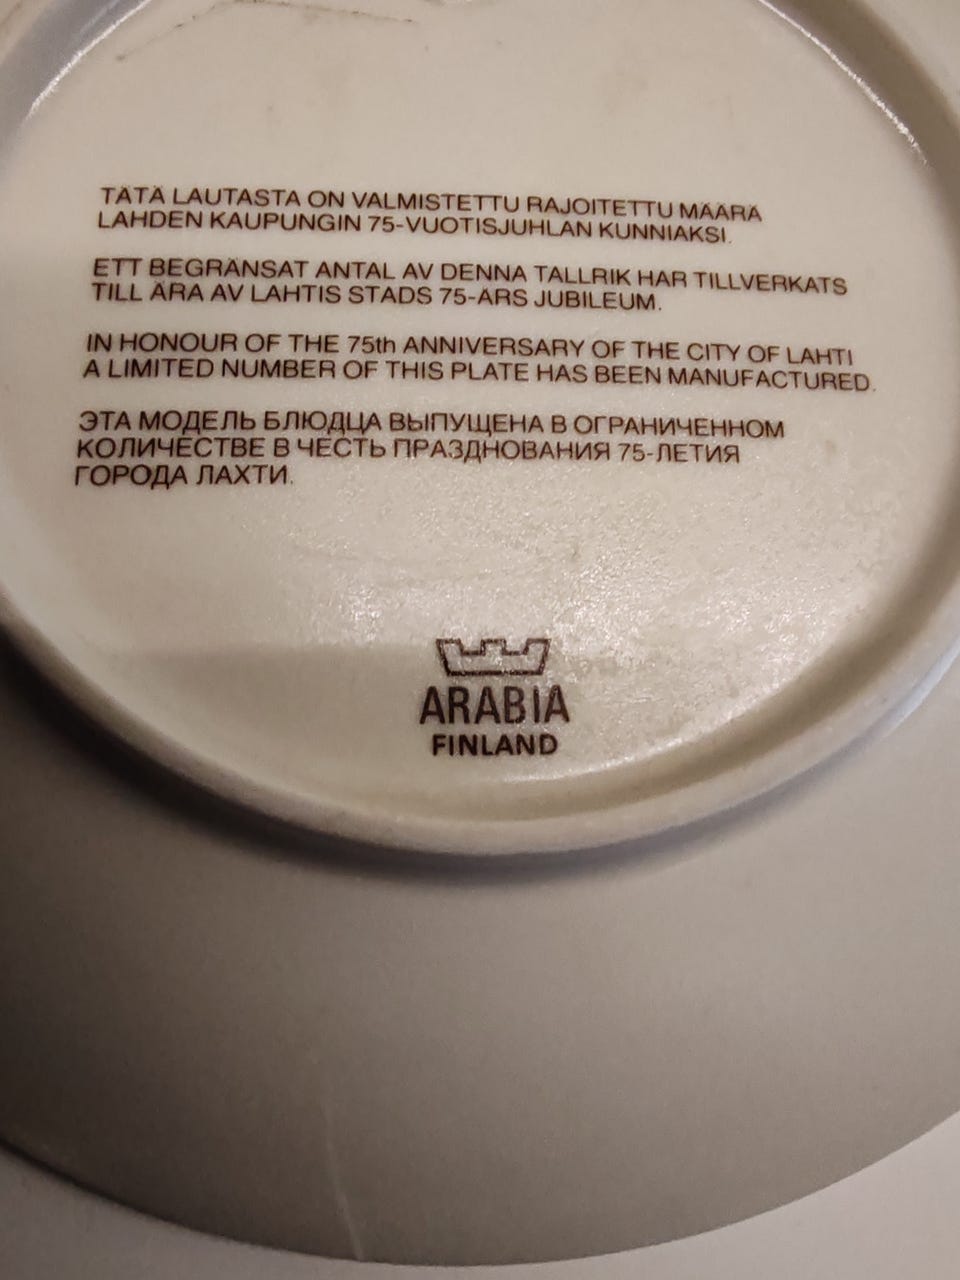 TÄTÄ LAUTASTA ON VALMISTETTU RAJOITETTU MÄÄRÄ
LAHDEN KAUPUNGIN 75-VUOTISJUHLAN KUNNIAKSI.
ETT BEGRÄNSAT ANTAL AV DENNA TALLRIK HAR TILLVERKATS
TILL ÄRA AV LAHTIS STADS 75-ÅRS JUBILEUM.
IN HONOUR OF THE 75th ANNIVERSARY OF THE CITY OF LAHTI
A LIMITED NUMBER OF THIS PLATE HAS BEEN MANUFACTURED.
ЭТА МОДЕЛЬ БЛЮДЦА ВЫПУЩЕНА В ОГРАНИЧЕННОМ
КОЛИЧЕСТВЕ В ЧЕСТЬ ПРАЗДНОВАНИЯ 75-ЛЕТИЯ
ГОРОДА ЛАХТИ.
ARABIA
FINLAND